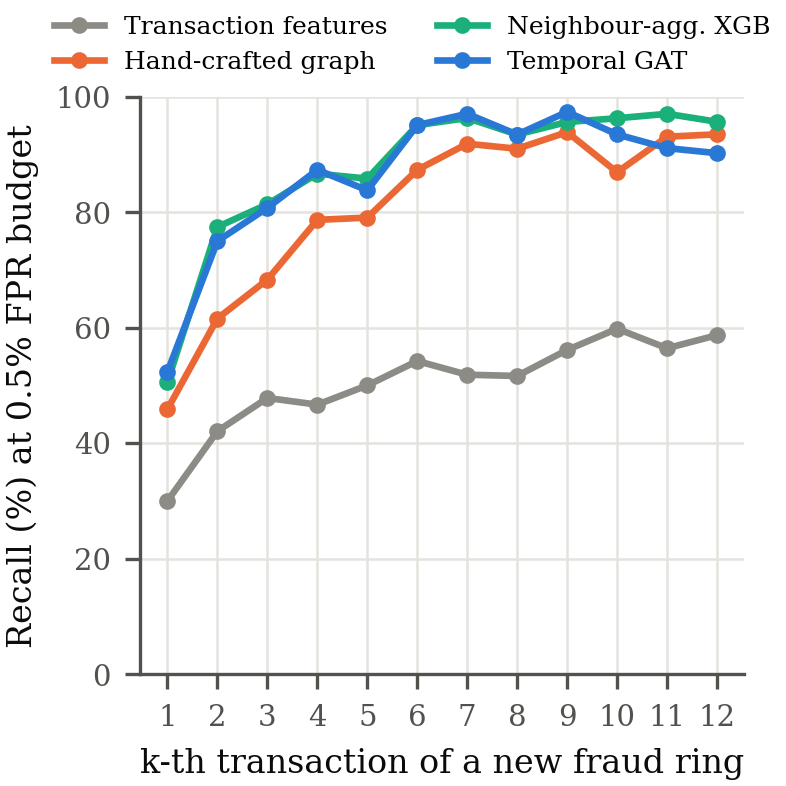 Transaction features
Hand-crafted graph
Neighbour-agg. XGB
Temporal GAT
Recall (%) at 0.5% FPR budget
100
80
60
40
20
0
1 2 3 4 5 6 7 8 9 10 11 12
k-th transaction of a new fraud ring